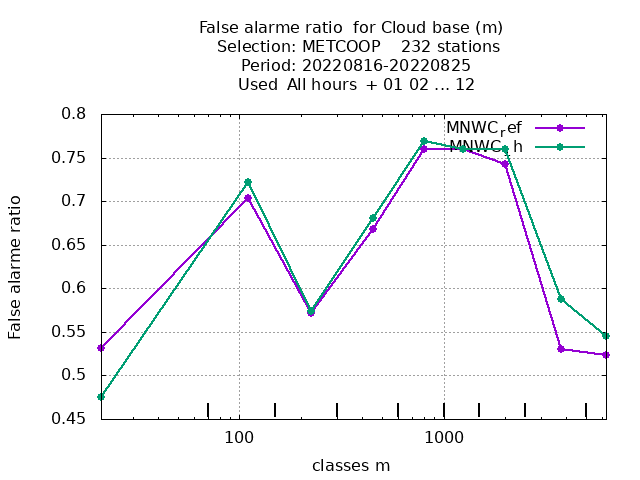 False alarme ratio  for Cloud base (m)
Selection: METCOOP    232 stations
Period: 20220816-20220825
Used  All hours  + 01 02 ... 12
0.8
0.75
0.7
0.65
0.6
0.55
0.5
0.45
100
1000
False alarme ratio
classes m
MNWC_ref